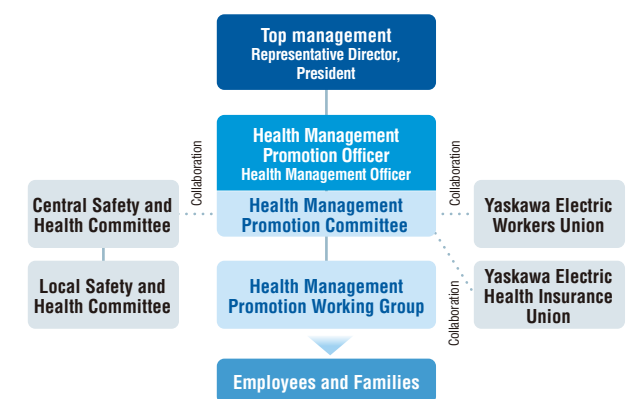 Top management
Representative Director,
President
Health Management
Promotion Officer
Health Management Officer
Collaboration
Collaboration
Central Safety and
Health Committee
Health Management
Promotion Committee
Yaskawa Electric
Workers Union
Local Safety and
Health Committee
Health Management
Promotion Working Group
Collaboration
Yaskawa Electric
Health Insurance
Union
Employees and Families